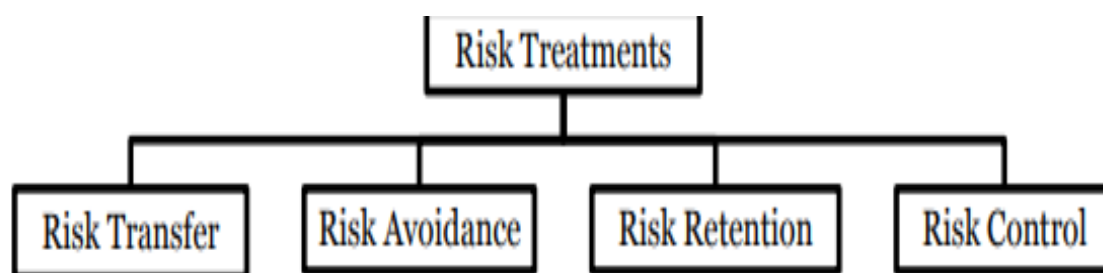 Risk Treatments
Risk Transfer
Risk Avoidance
Risk Retention
Risk Control